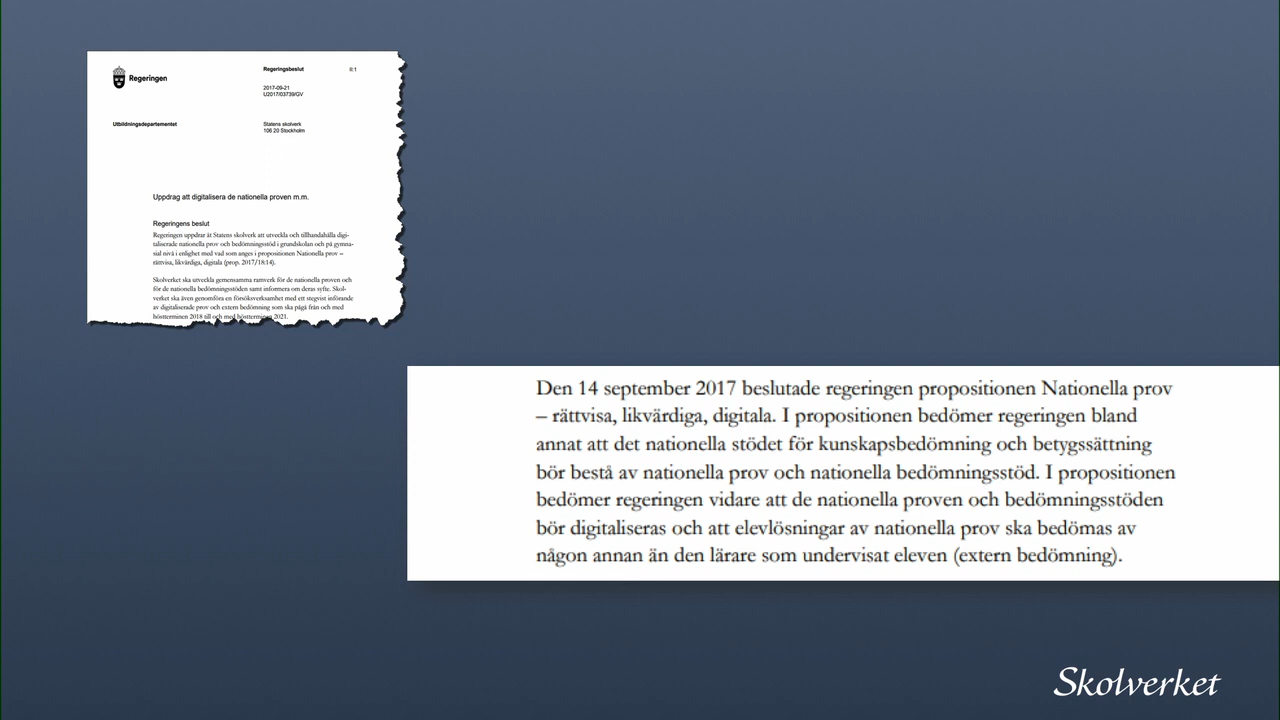 Regeringen
Regeringsbeslut
II:1
2017-09-21
U2017/03739/GV
Utbildningsdepartementet
Statens skolverk
106 20 Stockholm
Uppdrag att digitalisera de nationella proven m.m.
Regeringens beslut
Regeringen uppdrar åt Statens skolverk att utveckla och tillhandahålla digi-
taliserade nationella prov och bedömningsstöd i grundskolan och på gymna-
sial nivå i enlighet med vad som anges i propositionen Nationella prov –
rättvisa, likvärdiga, digitala (prop. 2017/18:14).
Skolverket ska utveckla gemensamma ramverk för de nationella proven och
för de nationella bedömningsstöden samt informera om deras syfte. Skol-
verket ska även genomföra en försöksverksamhet med ett stegvist införande
av digitaliserade prov och extern bedömning som ska pågå från och med
höstterminen 2018 till och med höstterminen 2021.
Den 14 september 2017 beslutade regeringen propositionen Nationella prov
– rättvisa, likvärdiga, digitala. I propositionen bedömer regeringen bland
annat att det nationella stödet för kunskapsbedömning och betygssättning
bör bestå av nationella prov och nationella bedömningsstöd. I propositionen
bedömer regeringen vidare att de nationella proven och bedömningsstöden
bör digitaliseras och att elevlösningar av nationella prov ska bedömas av
någon annan än den lärare som undervisat eleven (extern bedömning).
Skolverket